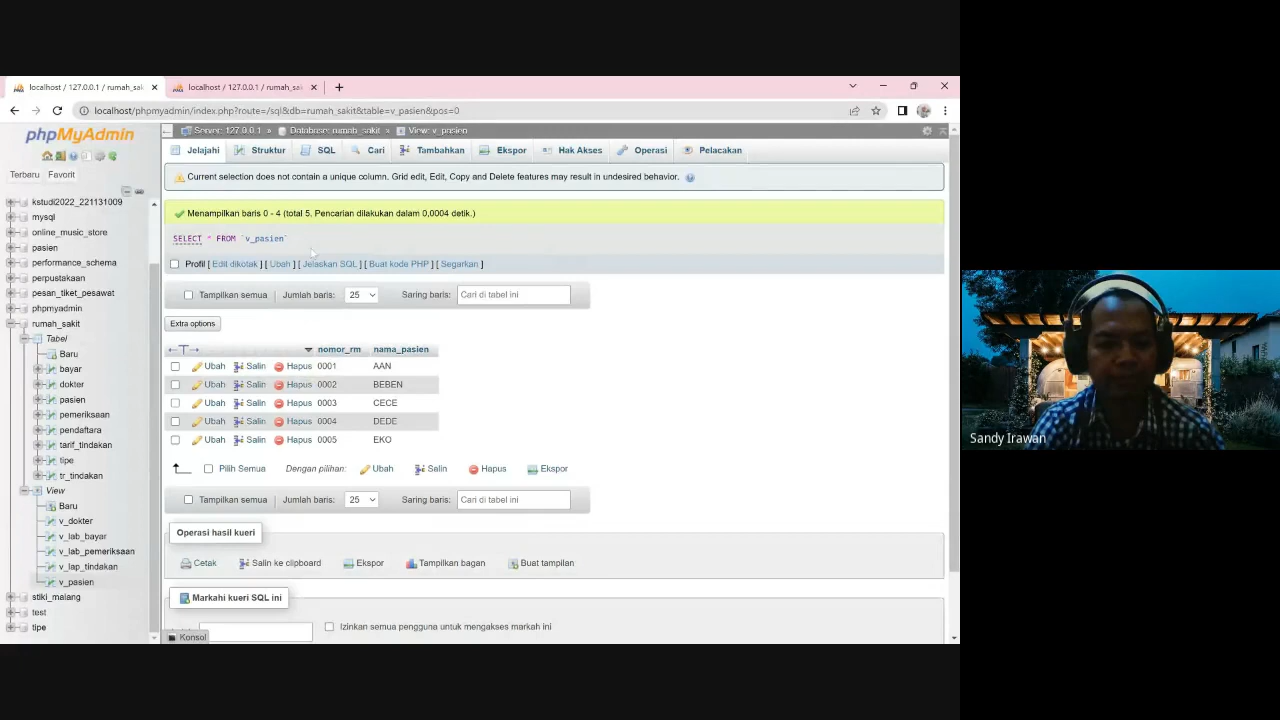 localhost / 127.0.0.1 / rumah_sak
localhost / 127.0.0.1 / rumah_sak
localhost/phpmyadmin/index.php?route=/sql&db=rumah_sakit&table=v_pasien&pos=0
phpMyAdmin
Terbaru Favorit
kstudi2022_221131009
mysql
online_music_store
pasien
performance_schema
perpustakaan
pesan_tiket_pesawat
phpmyadmin
rumah_sakit
Tabel
Baru
bayar
dokter
pasien
pemeriksaan
pendaftara
tarif_tindakan
tipe
tr_tindakan
View
Baru
v_dokter
v_lab_bayar
v_lab_pemeriksaan
v_lap_tindakan
v_pasien
stiki_malang
test
tipe
Server: 127.0.0.1 » Database: rumah_sakit » View: v_pasien
Jelajahi Struktur SQL Cari Tambahkan Ekspor Hak Akses Operasi Pelacakan
Current selection does not contain a unique column. Grid edit, Edit, Copy and Delete features may result in undesired behavior.
Menampilkan baris 0 - 4 (total 5, Pencarian dilakukan dalam 0,0004 detik.)
SELECT * FROM `v_pasien`
Profil [ Edit dikotak ] [ Ubah ] [ Jelaskan SQL ] [ Buat kode PHP ] [ Segarkan ]
Tampilkan semua Jumlah baris: 25 Saring baris: Cari di tabel ini
Extra options
nomor_rm nama_pasien
Ubah Salin Hapus 0001 AAN
Ubah Salin Hapus 0002 BEBEN
Ubah Salin Hapus 0003 CECE
Ubah Salin Hapus 0004 DEDE
Ubah Salin Hapus 0005 EKO
Pilih Semua Dengan pilihan: Ubah Salin Hapus Ekspor
Tampilkan semua Jumlah baris: 25 Saring baris: Cari di tabel ini
Operasi hasil kueri
Cetak Salin ke clipboard Ekspor Tampilkan bagan Buat tampilan
Markahi kueri SQL ini
Izinkan semua pengguna untuk mengakses markah ini
Konsol
Sandy Irawan